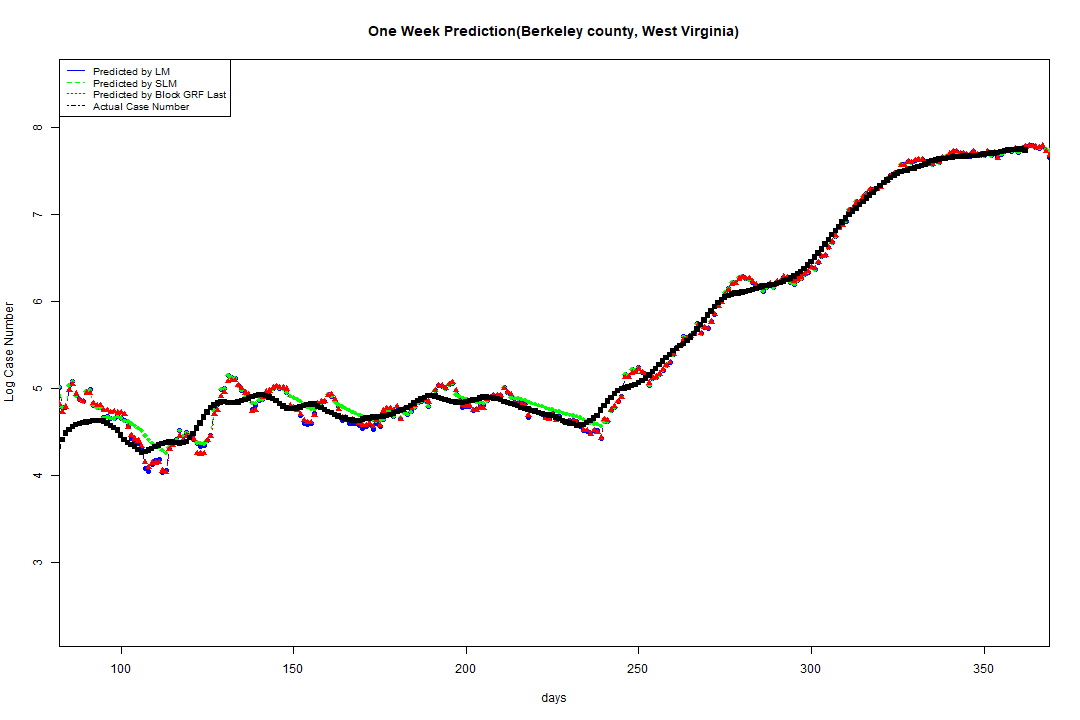 One Week Prediction(Berkeley county, West Virginia)
Predicted by LM
Predicted by SLM
Predicted by Block GRF Last
Actual Case Number
8
7
6
5
4
3
Log Case Number
100 150 200 250 300 350
days